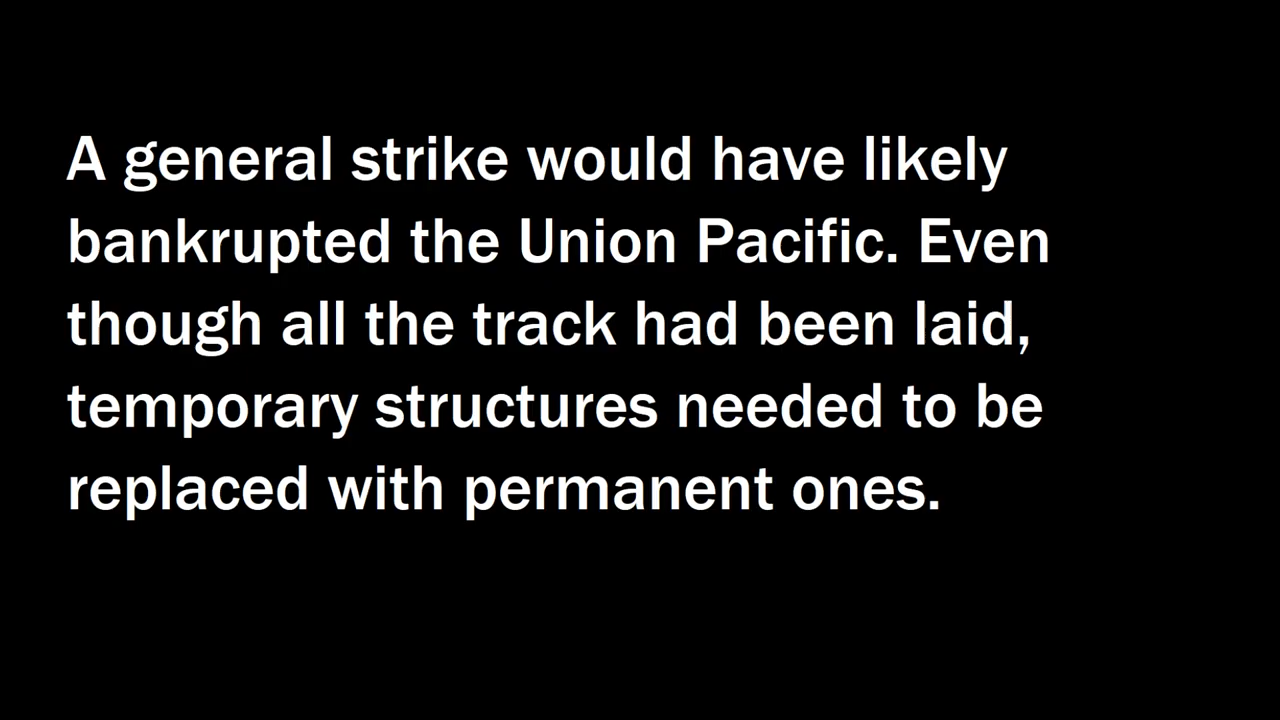 A general strike would have likely
bankrupted the Union Pacific. Even
though all the track had been laid,
temporary structures needed to be
replaced with permanent ones.